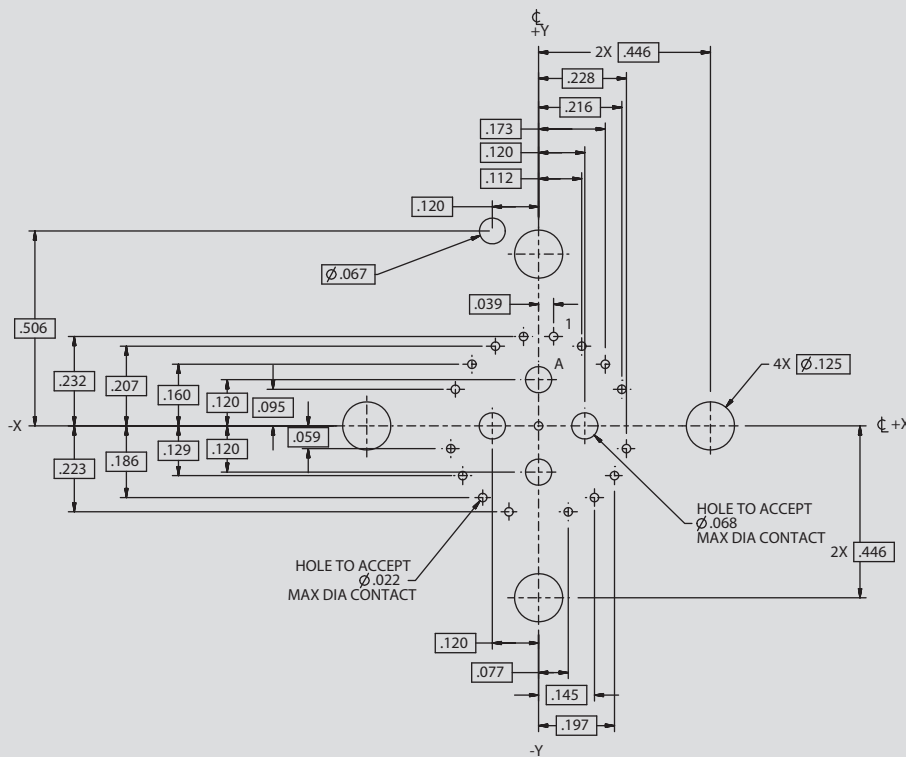 ℄
+Y
2X .446
.228
.216
.173
.120
.112
.120
Ø.067
.039
1
.506
A
4X Ø.125
.232
.207
.160
.120
.095
-X
℄ +X
.059
.223
.186
.129
.120
HOLE TO ACCEPT
Ø.068
MAX DIA CONTACT
2X .446
HOLE TO ACCEPT
Ø.022
MAX DIA CONTACT
.120
.077
.145
.197
-Y